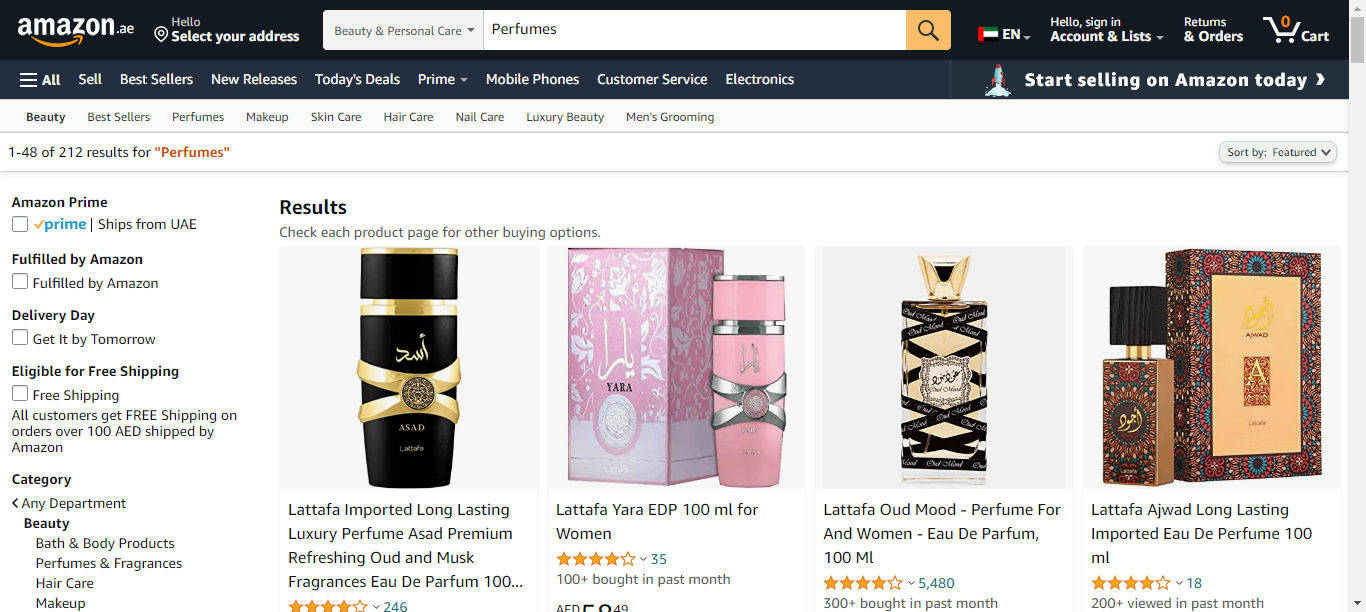 amazon.ae
Hello
Select your address
Beauty & Personal Care
Perfumes
EN
Hello, sign in
Account & Lists
Returns
& Orders
0
Cart
All
Sell
Best Sellers
New Releases
Today's Deals
Prime
Mobile Phones
Customer Service
Electronics
Start selling on Amazon today
Beauty
Best Sellers
Perfumes
Makeup
Skin Care
Hair Care
Nail Care
Luxury Beauty
Men's Grooming
1-48 of 212 results for "Perfumes"
Sort by: Featured
Amazon Prime
prime | Ships from UAE
Fulfilled by Amazon
Fulfilled by Amazon
Delivery Day
Get It by Tomorrow
Eligible for Free Shipping
Free Shipping
All customers get FREE Shipping on
orders over 100 AED shipped by
Amazon
Category
Any Department
Beauty
Bath & Body Products
Perfumes & Fragrances
Hair Care
Makeup
Results
Check each product page for other buying options.
أسد
ASAD
Lattafa
Lattafa Imported Long Lasting
Luxury Perfume Asad Premium
Refreshing Oud and Musk
Fragrances Eau De Parfum 100...
246
يارا
YARA
يارا
Lattafa Yara EDP 100 ml for
Women
35
100+ bought in past month
AED 58 49
Oud Mood
Oud Mood
Oud Mood
Oud Mood
Lattafa Oud Mood - Perfume For
And Women - Eau De Parfum,
100 Ml
5,480
300+ bought in past month
أجود
AJWAD
A
Lattafa
أجود
Lattafa
Lattafa Ajwad Long Lasting
Imported Eau De Perfume 100
ml
18
200+ viewed in past month